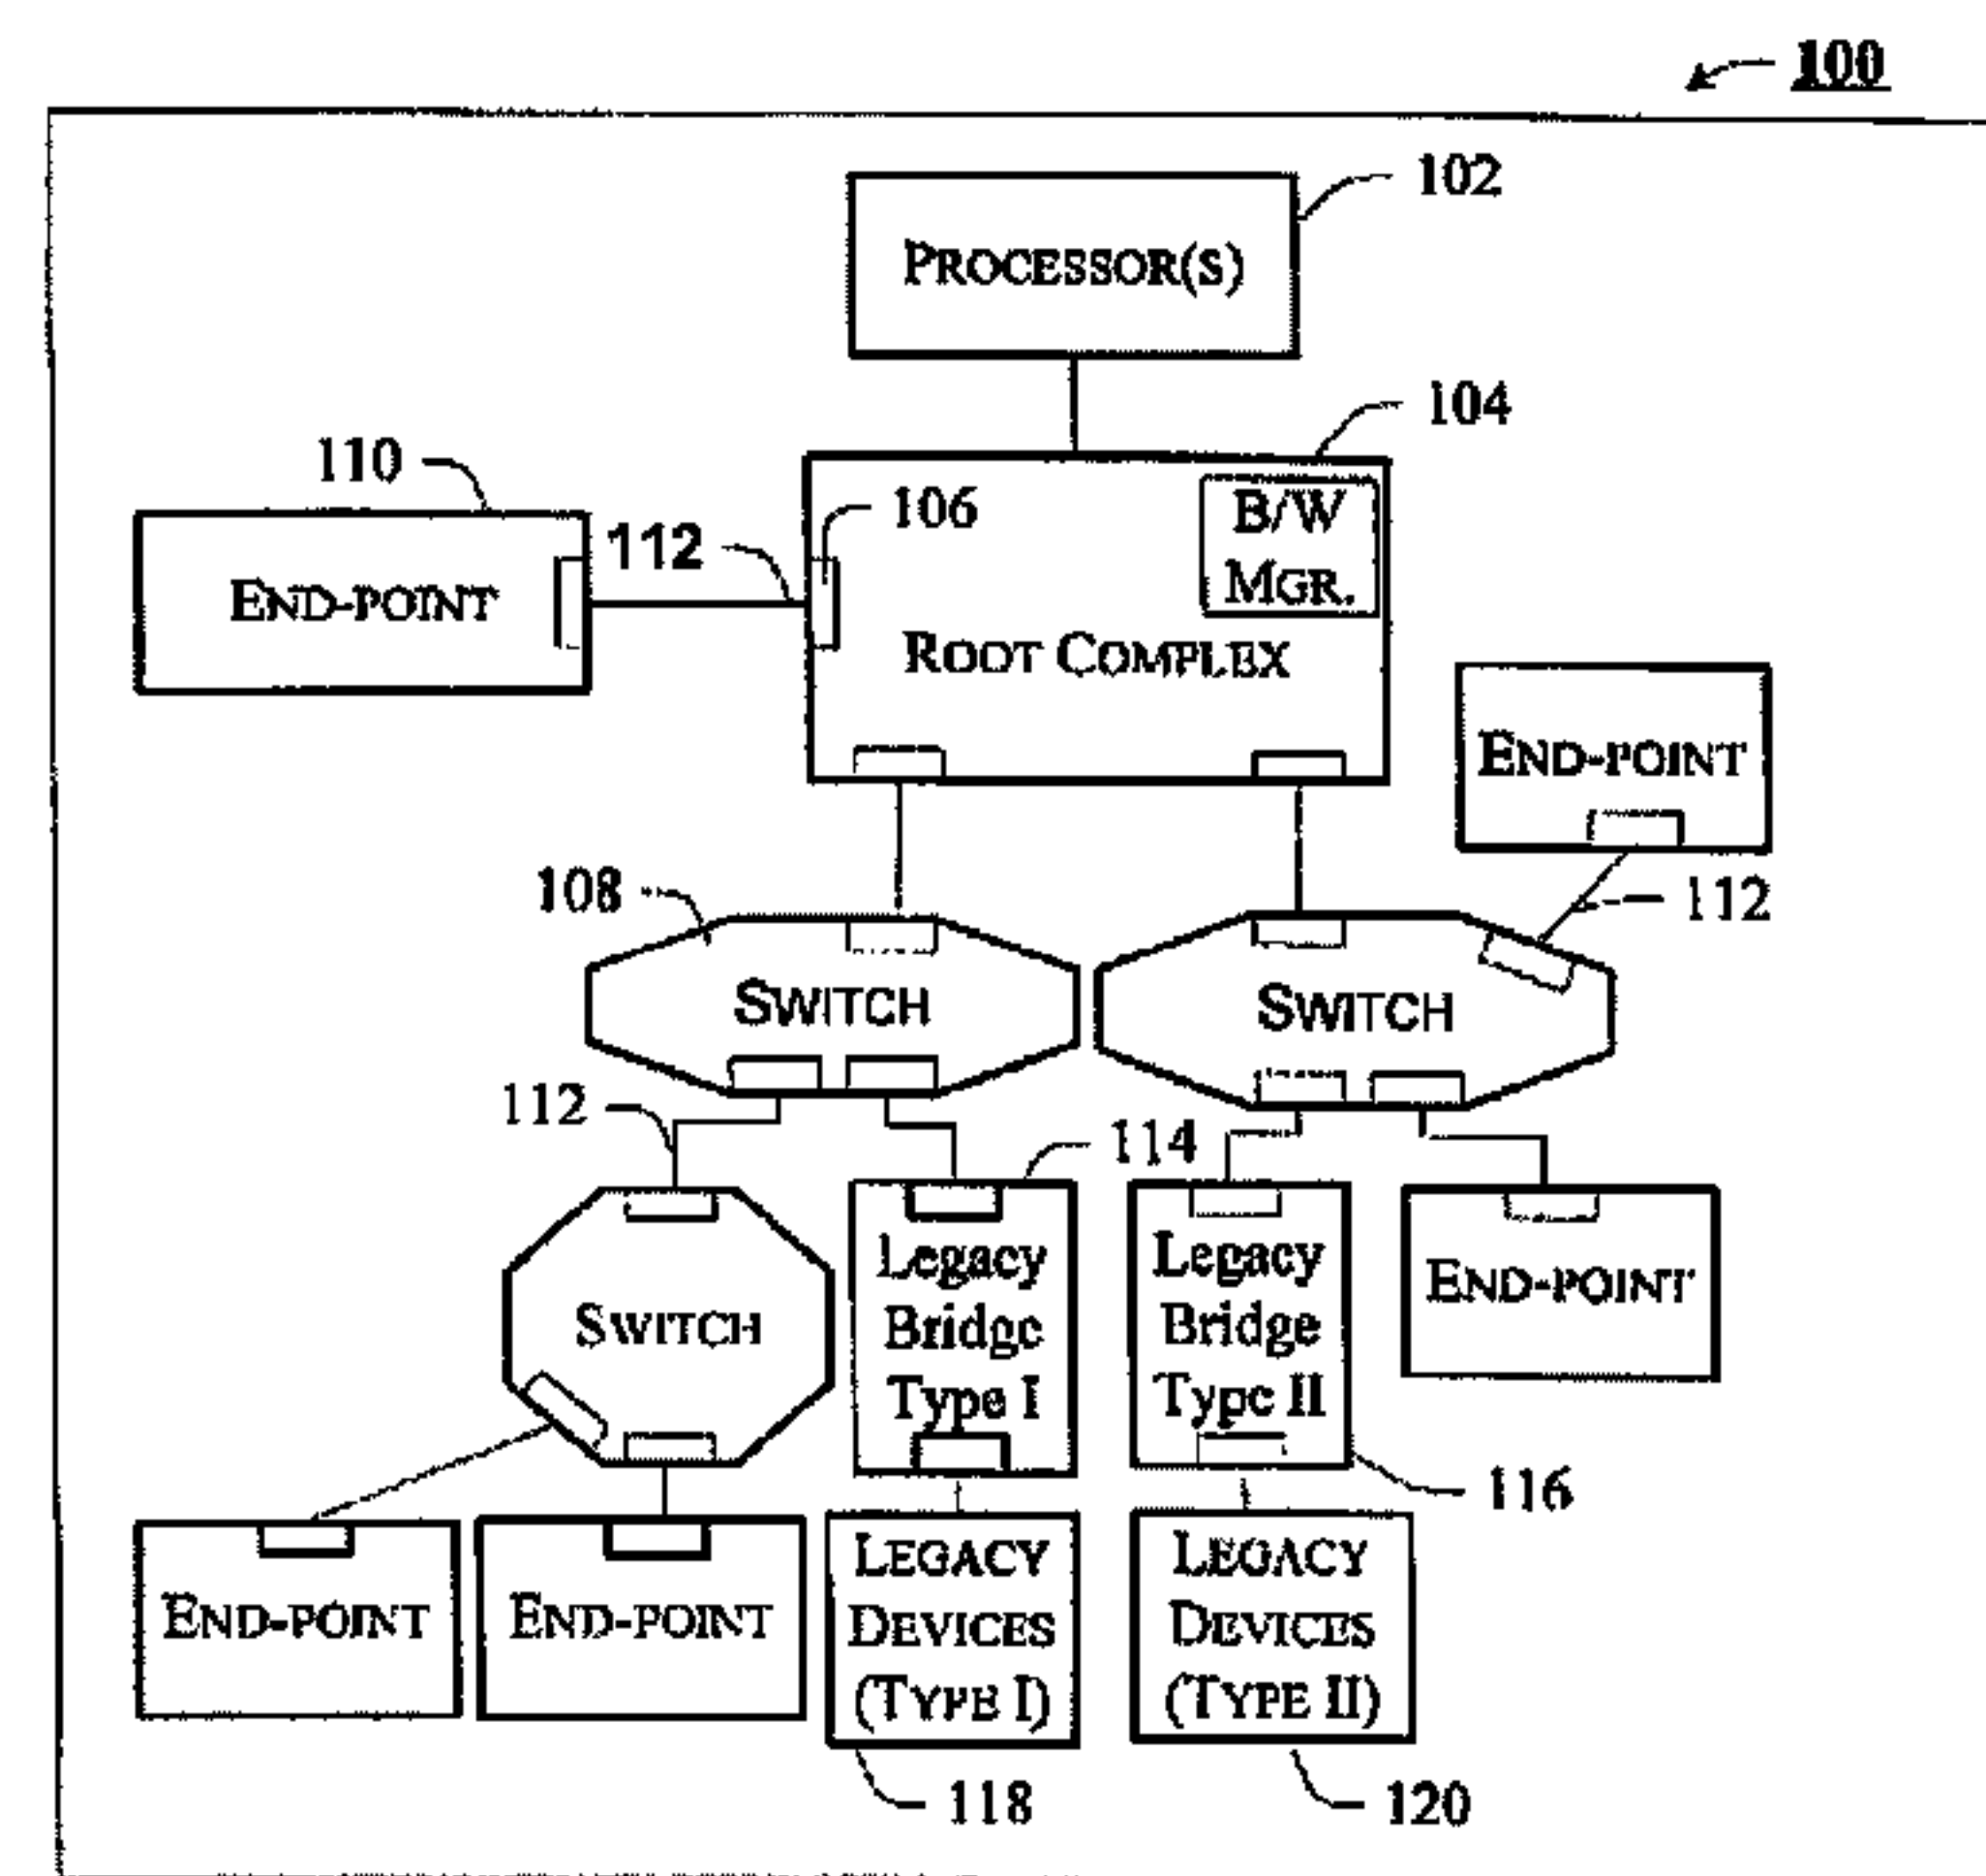 100
102
PROCESSOR(S)
104
110
106
B/W
MGR.
112
END-POINT
ROOT COMPLEX
END-POINT
108
112
SWITCH
SWITCH
112
114
Legacy
Bridge
Type I
Legacy
Bridge
Type II
END-POINT
SWITCH
116
END-POINT
END-POINT
LEGACY
DEVICES
(TYPE I)
LEGACY
DEVICES
(TYPE II)
118
120